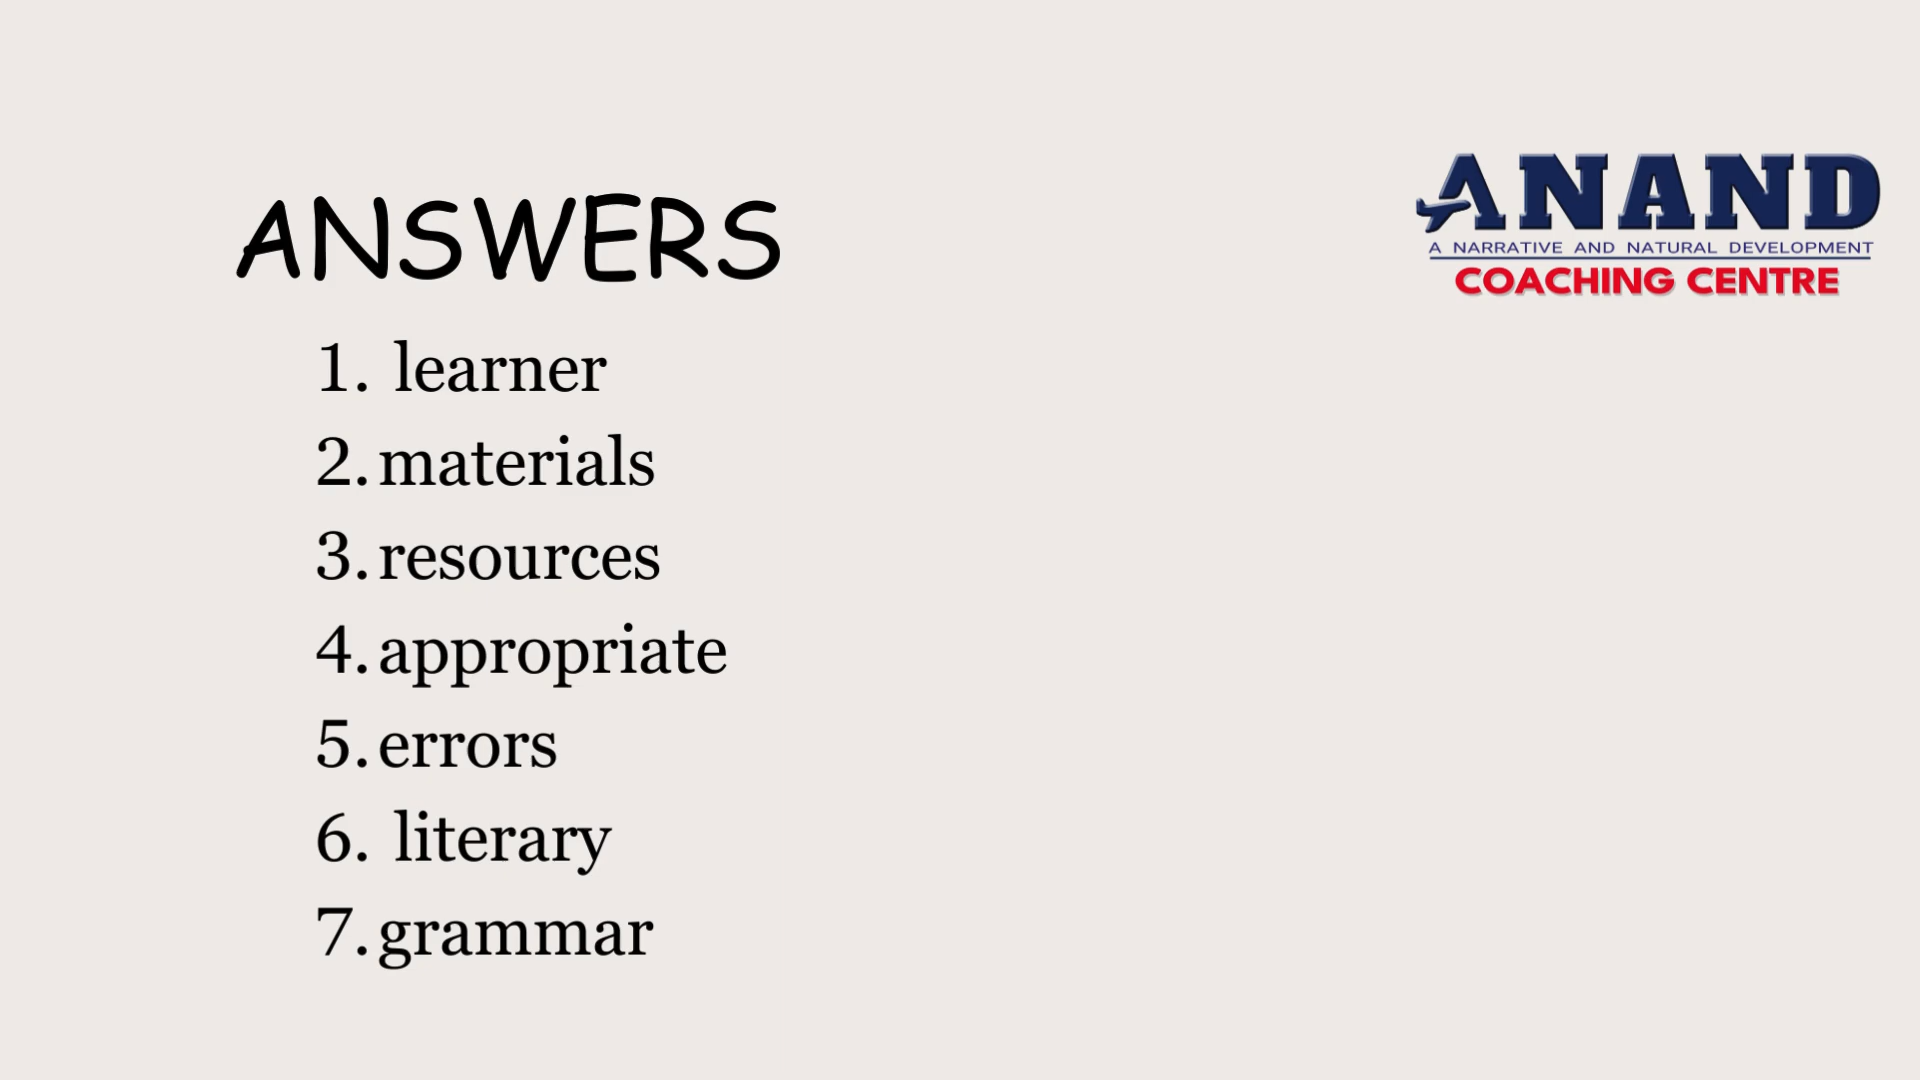 ANAND
A NARRATIVE AND NATURAL DEVELOPMENT
COACHING CENTRE
ANSWERS
1. learner
2. materials
3. resources
4. appropriate
5. errors
6. literary
7. grammar